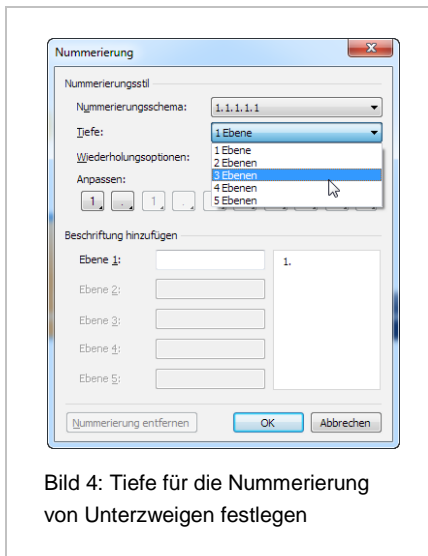 Nummerierung
Nummerierungsstil
Nummerierungsschema: 1.1.1.1.1
Tiefe: 1 Ebene
1 Ebene
2 Ebenen
3 Ebenen
4 Ebenen
5 Ebenen
Wiederholungsoptionen:
Anpassen:
1 . 1 .
Beschriftung hinzufügen
Ebene 1: 1.
Ebene 2:
Ebene 3:
Ebene 4:
Ebene 5:
Nummerierung entfernen OK Abbrechen
Bild 4: Tiefe für die Nummerierung
von Unterzweigen festlegen